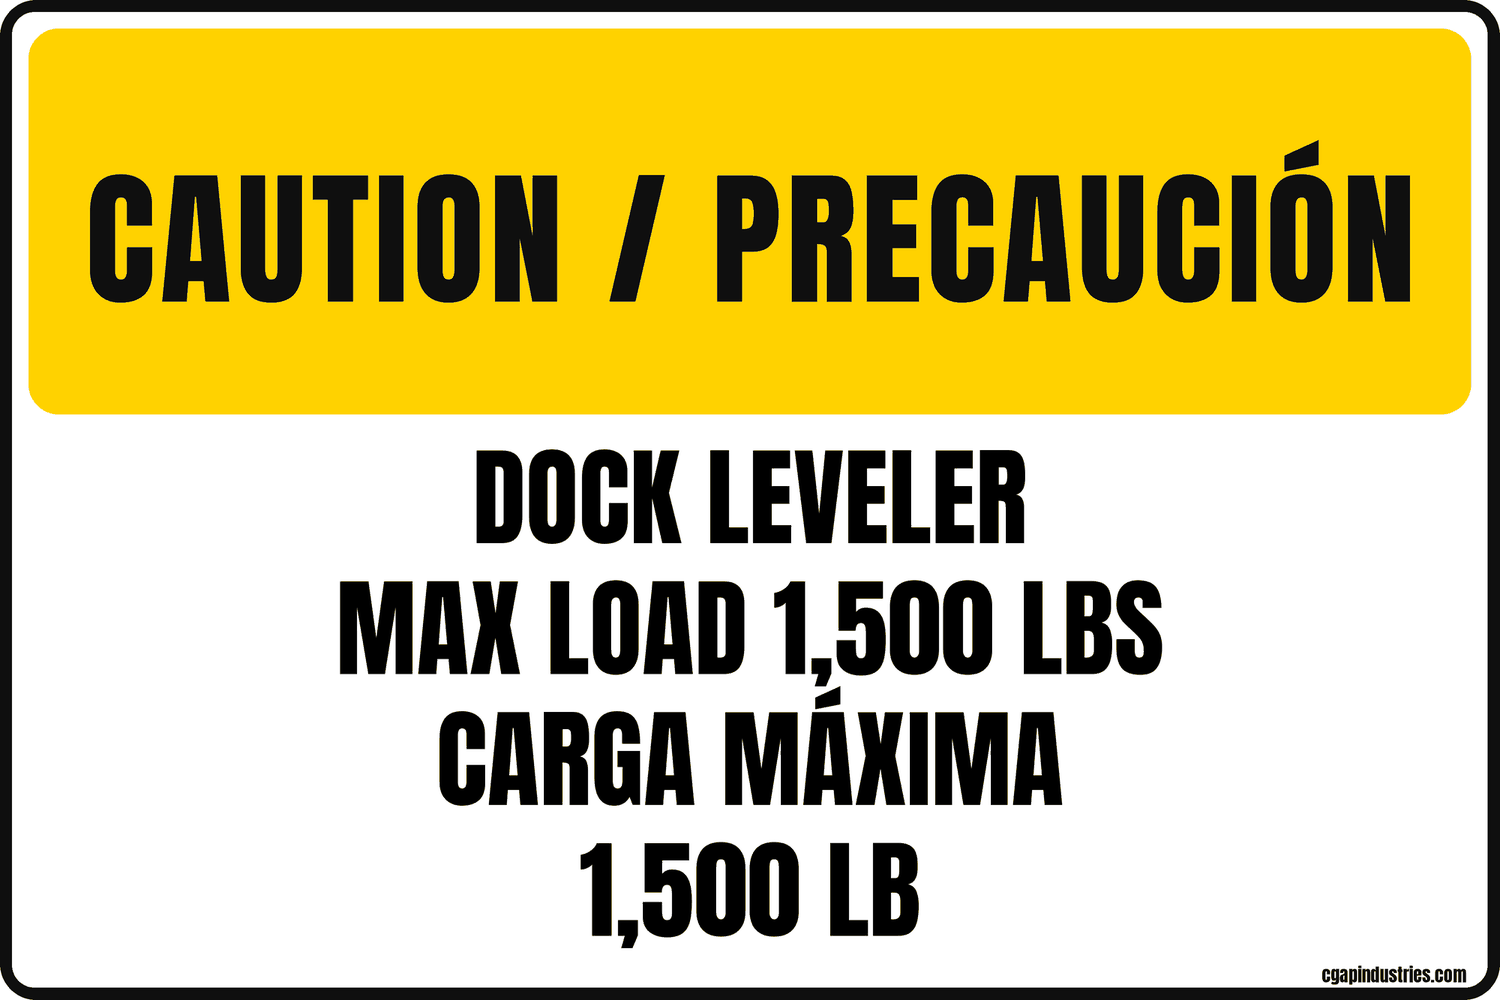 CAUTION / PRECAUCIÓN
DOCK LEVELER
MAX LOAD 1,500 LBS
CARGA MÁXIMA
1,500 LB
cgapindustries.com